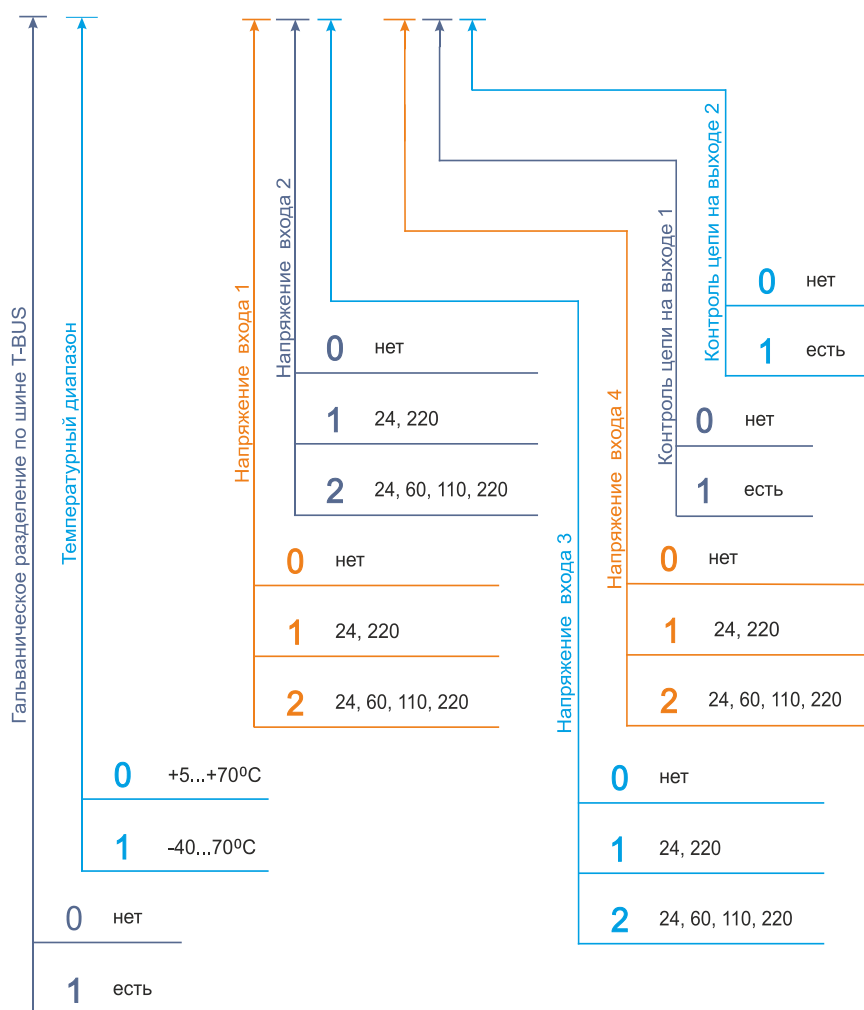 Гальваническое разделение по шине T-BUS
0 нет
1 есть
Температурный диапазон
0 +5...+70ºC
1 -40...70ºC
Напряжение входа 1
0 нет
1 24, 220
2 24, 60, 110, 220
Напряжение входа 2
0 нет
1 24, 220
2 24, 60, 110, 220
Напряжение входа 3
0 нет
1 24, 220
2 24, 60, 110, 220
Напряжение входа 4
0 нет
1 24, 220
2 24, 60, 110, 220
Контроль цепи на выходе 1
0 нет
1 есть
Контроль цепи на выходе 2
0 нет
1 есть